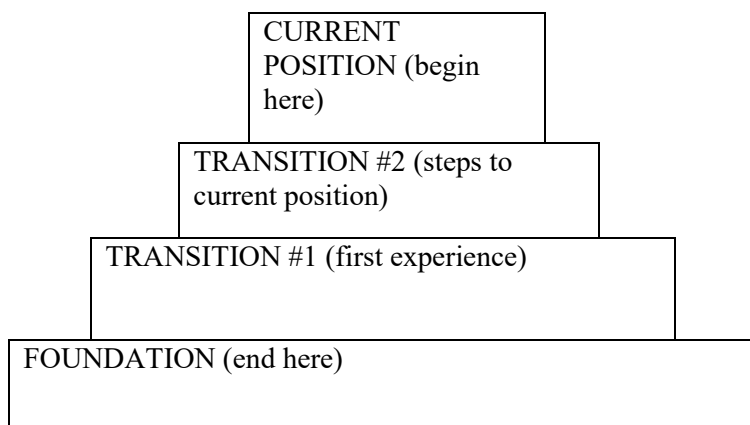 CURRENT
POSITION (begin
here)
TRANSITION #2 (steps to
current position)
TRANSITION #1 (first experience)
FOUNDATION (end here)